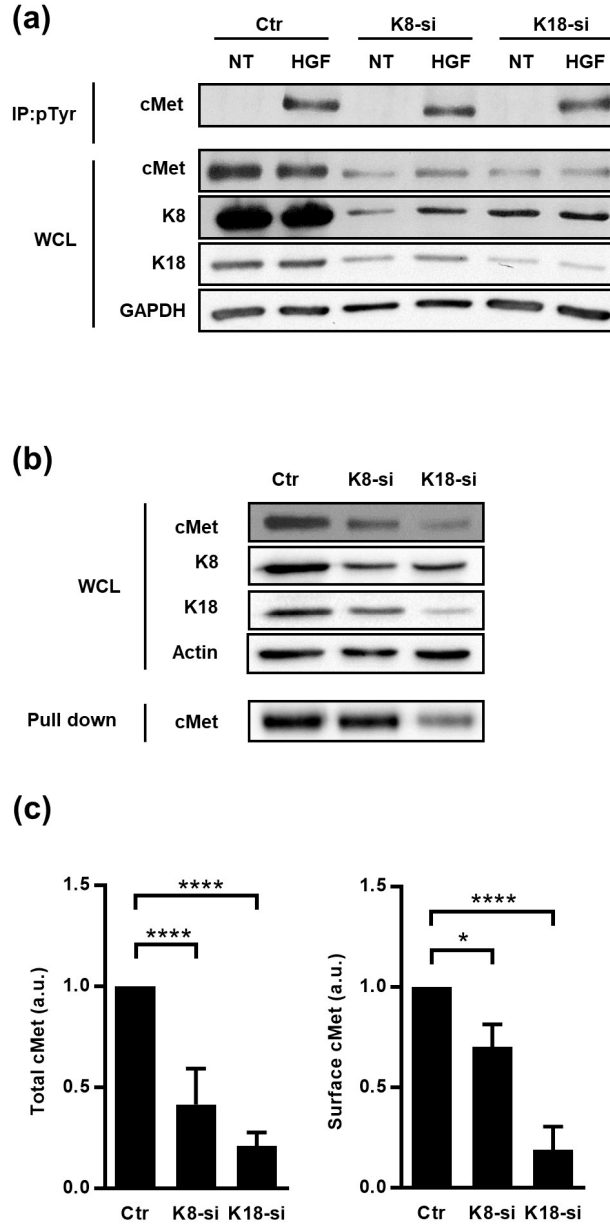 (a)
Ctr K8-si K18-si
NT HGF NT HGF NT HGF
IP:pTyr cMet
cMet
K8
WCL
K18
GAPDH
(b)
Ctr K8-si K18-si
cMet
K8
WCL
K18
Actin
Pull down cMet
(c)
Total cMet (a.u.)
1.5
1.0
0.5
0.0
****
****
Ctr K8-si K18-si
Surface cMet (a.u.)
1.5
1.0
0.5
0.0
****
*
Ctr K8-si K18-si